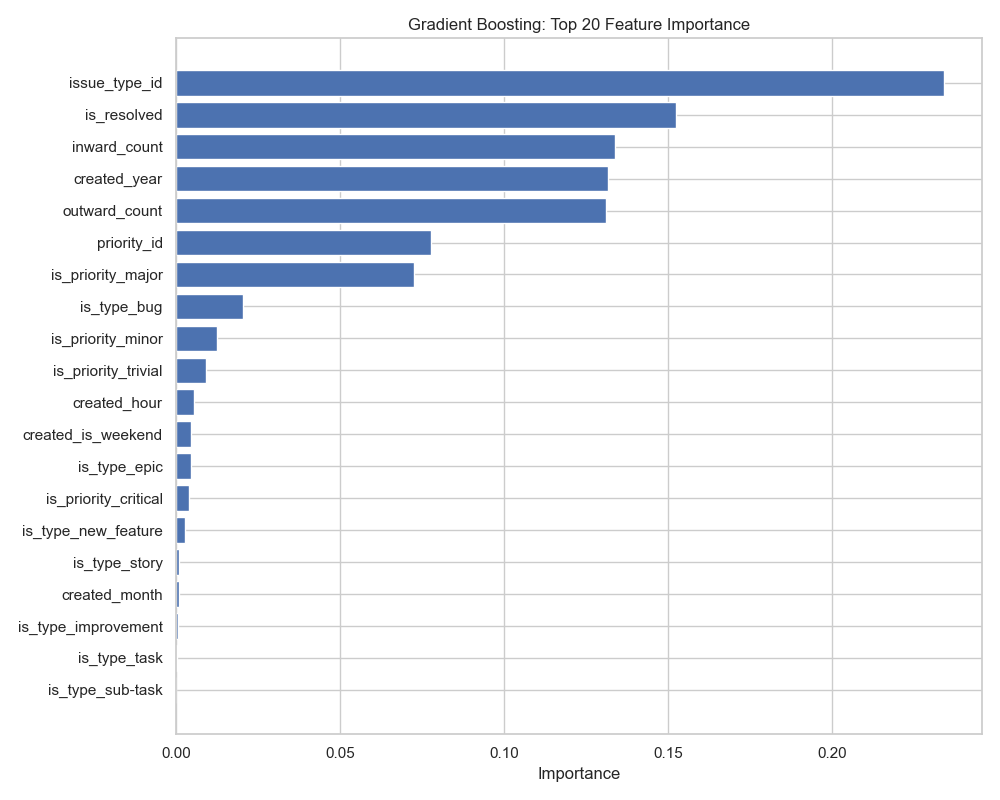 Gradient Boosting: Top 20 Feature Importance
issue_type_id
is_resolved
inward_count
created_year
outward_count
priority_id
is_priority_major
is_type_bug
is_priority_minor
is_priority_trivial
created_hour
created_is_weekend
is_type_epic
is_priority_critical
is_type_new_feature
is_type_story
created_month
is_type_improvement
is_type_task
is_type_sub-task
0.00 0.05 0.10 0.15 0.20
Importance